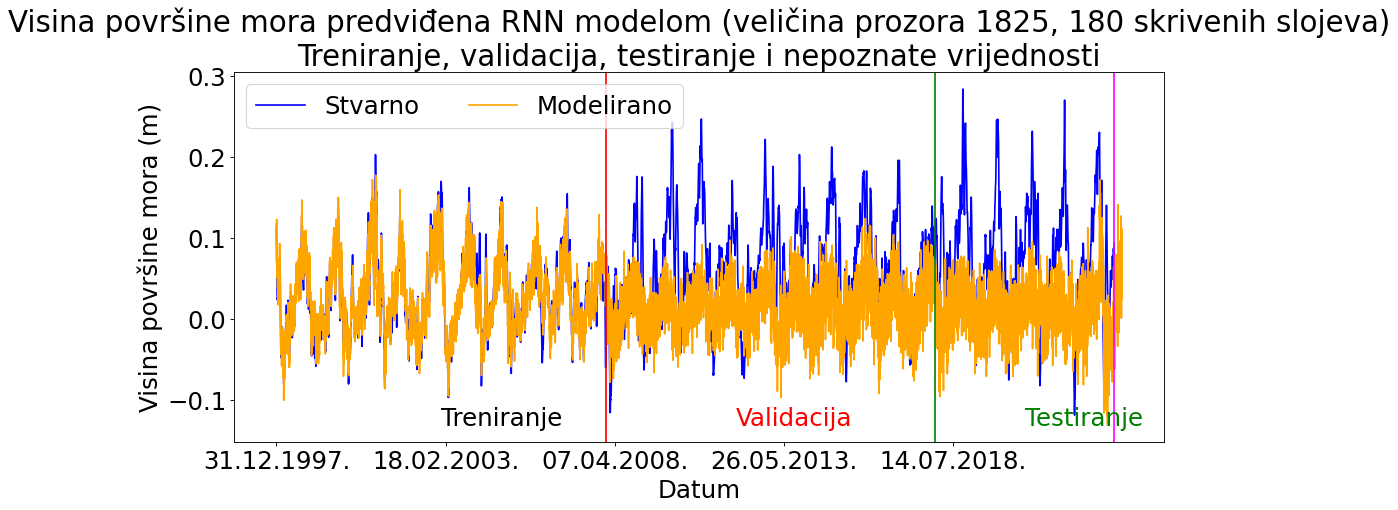 Visina površine mora predviđena RNN modelom (veličina prozora 1825, 180 skrivenih slojeva)
Treniranje, validacija, testiranje i nepoznate vrijednosti
Stvarno Modelirano
Visina površine mora (m)
0.3
0.2
0.1
0.0
−0.1
Treniranje Validacija Testiranje
31.12.1997. 18.02.2003. 07.04.2008. 26.05.2013. 14.07.2018.
Datum